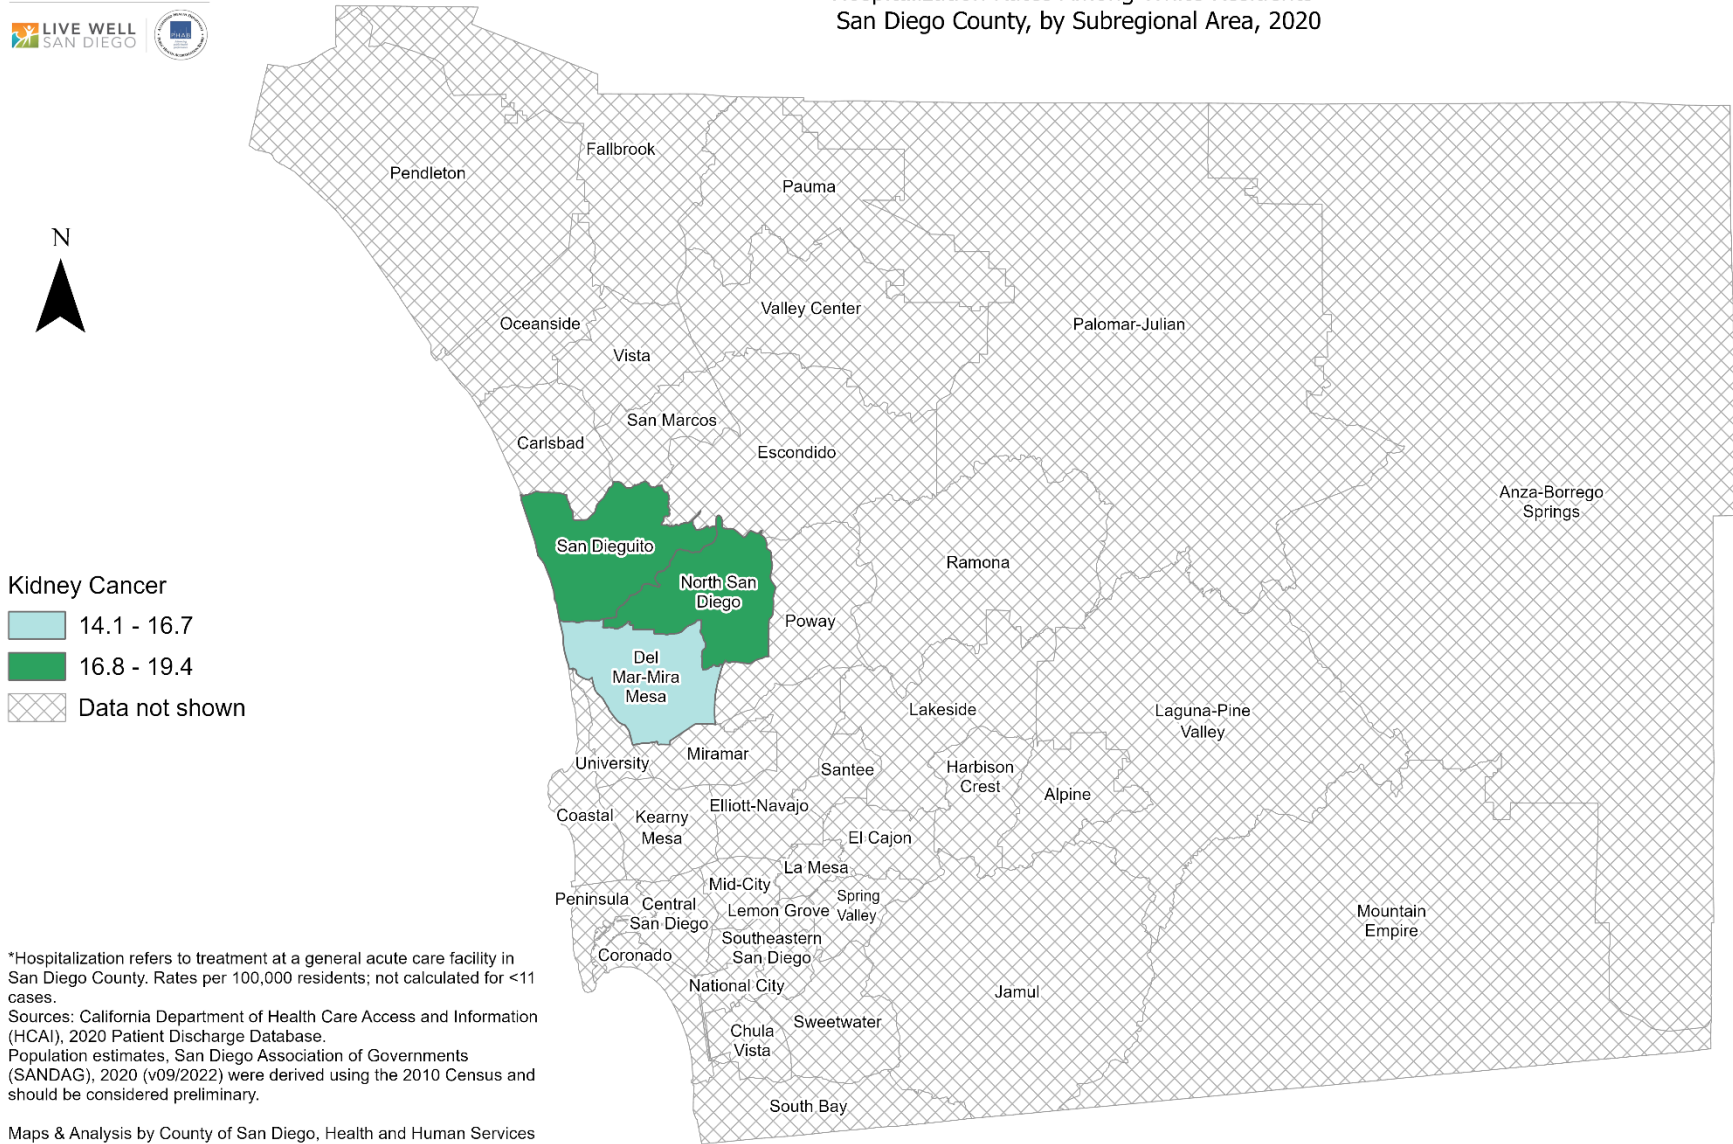 Hospitalization Rates Among White Residents
San Diego County, by Subregional Area, 2020
LIVE WELL
SAN DIEGO
PHAB
N
Pendleton
Fallbrook
Pauma
Oceanside
Valley Center
Palomar-Julian
Vista
San Marcos
Carlsbad
Escondido
Anza-Borrego
Springs
San Dieguito
North San
Diego
Ramona
Poway
Del
Mar-Mira
Mesa
Lakeside
Laguna-Pine
Valley
University
Miramar
Santee
Harbison
Crest
Alpine
Coastal
Kearny
Mesa
Elliott-Navajo
El Cajon
La Mesa
Peninsula
Central
San Diego
Mid-City
Lemon Grove
Spring
Valley
Southeastern
San Diego
Coronado
National City
Mountain
Empire
Jamul
Chula
Vista
Sweetwater
South Bay
Kidney Cancer
14.1 - 16.7
16.8 - 19.4
Data not shown
*Hospitalization refers to treatment at a general acute care facility in
San Diego County. Rates per 100,000 residents; not calculated for <11
cases.
Sources: California Department of Health Care Access and Information
(HCAI), 2020 Patient Discharge Database.
Population estimates, San Diego Association of Governments
(SANDAG), 2020 (v09/2022) were derived using the 2010 Census and
should be considered preliminary.
Maps & Analysis by County of San Diego, Health and Human Services